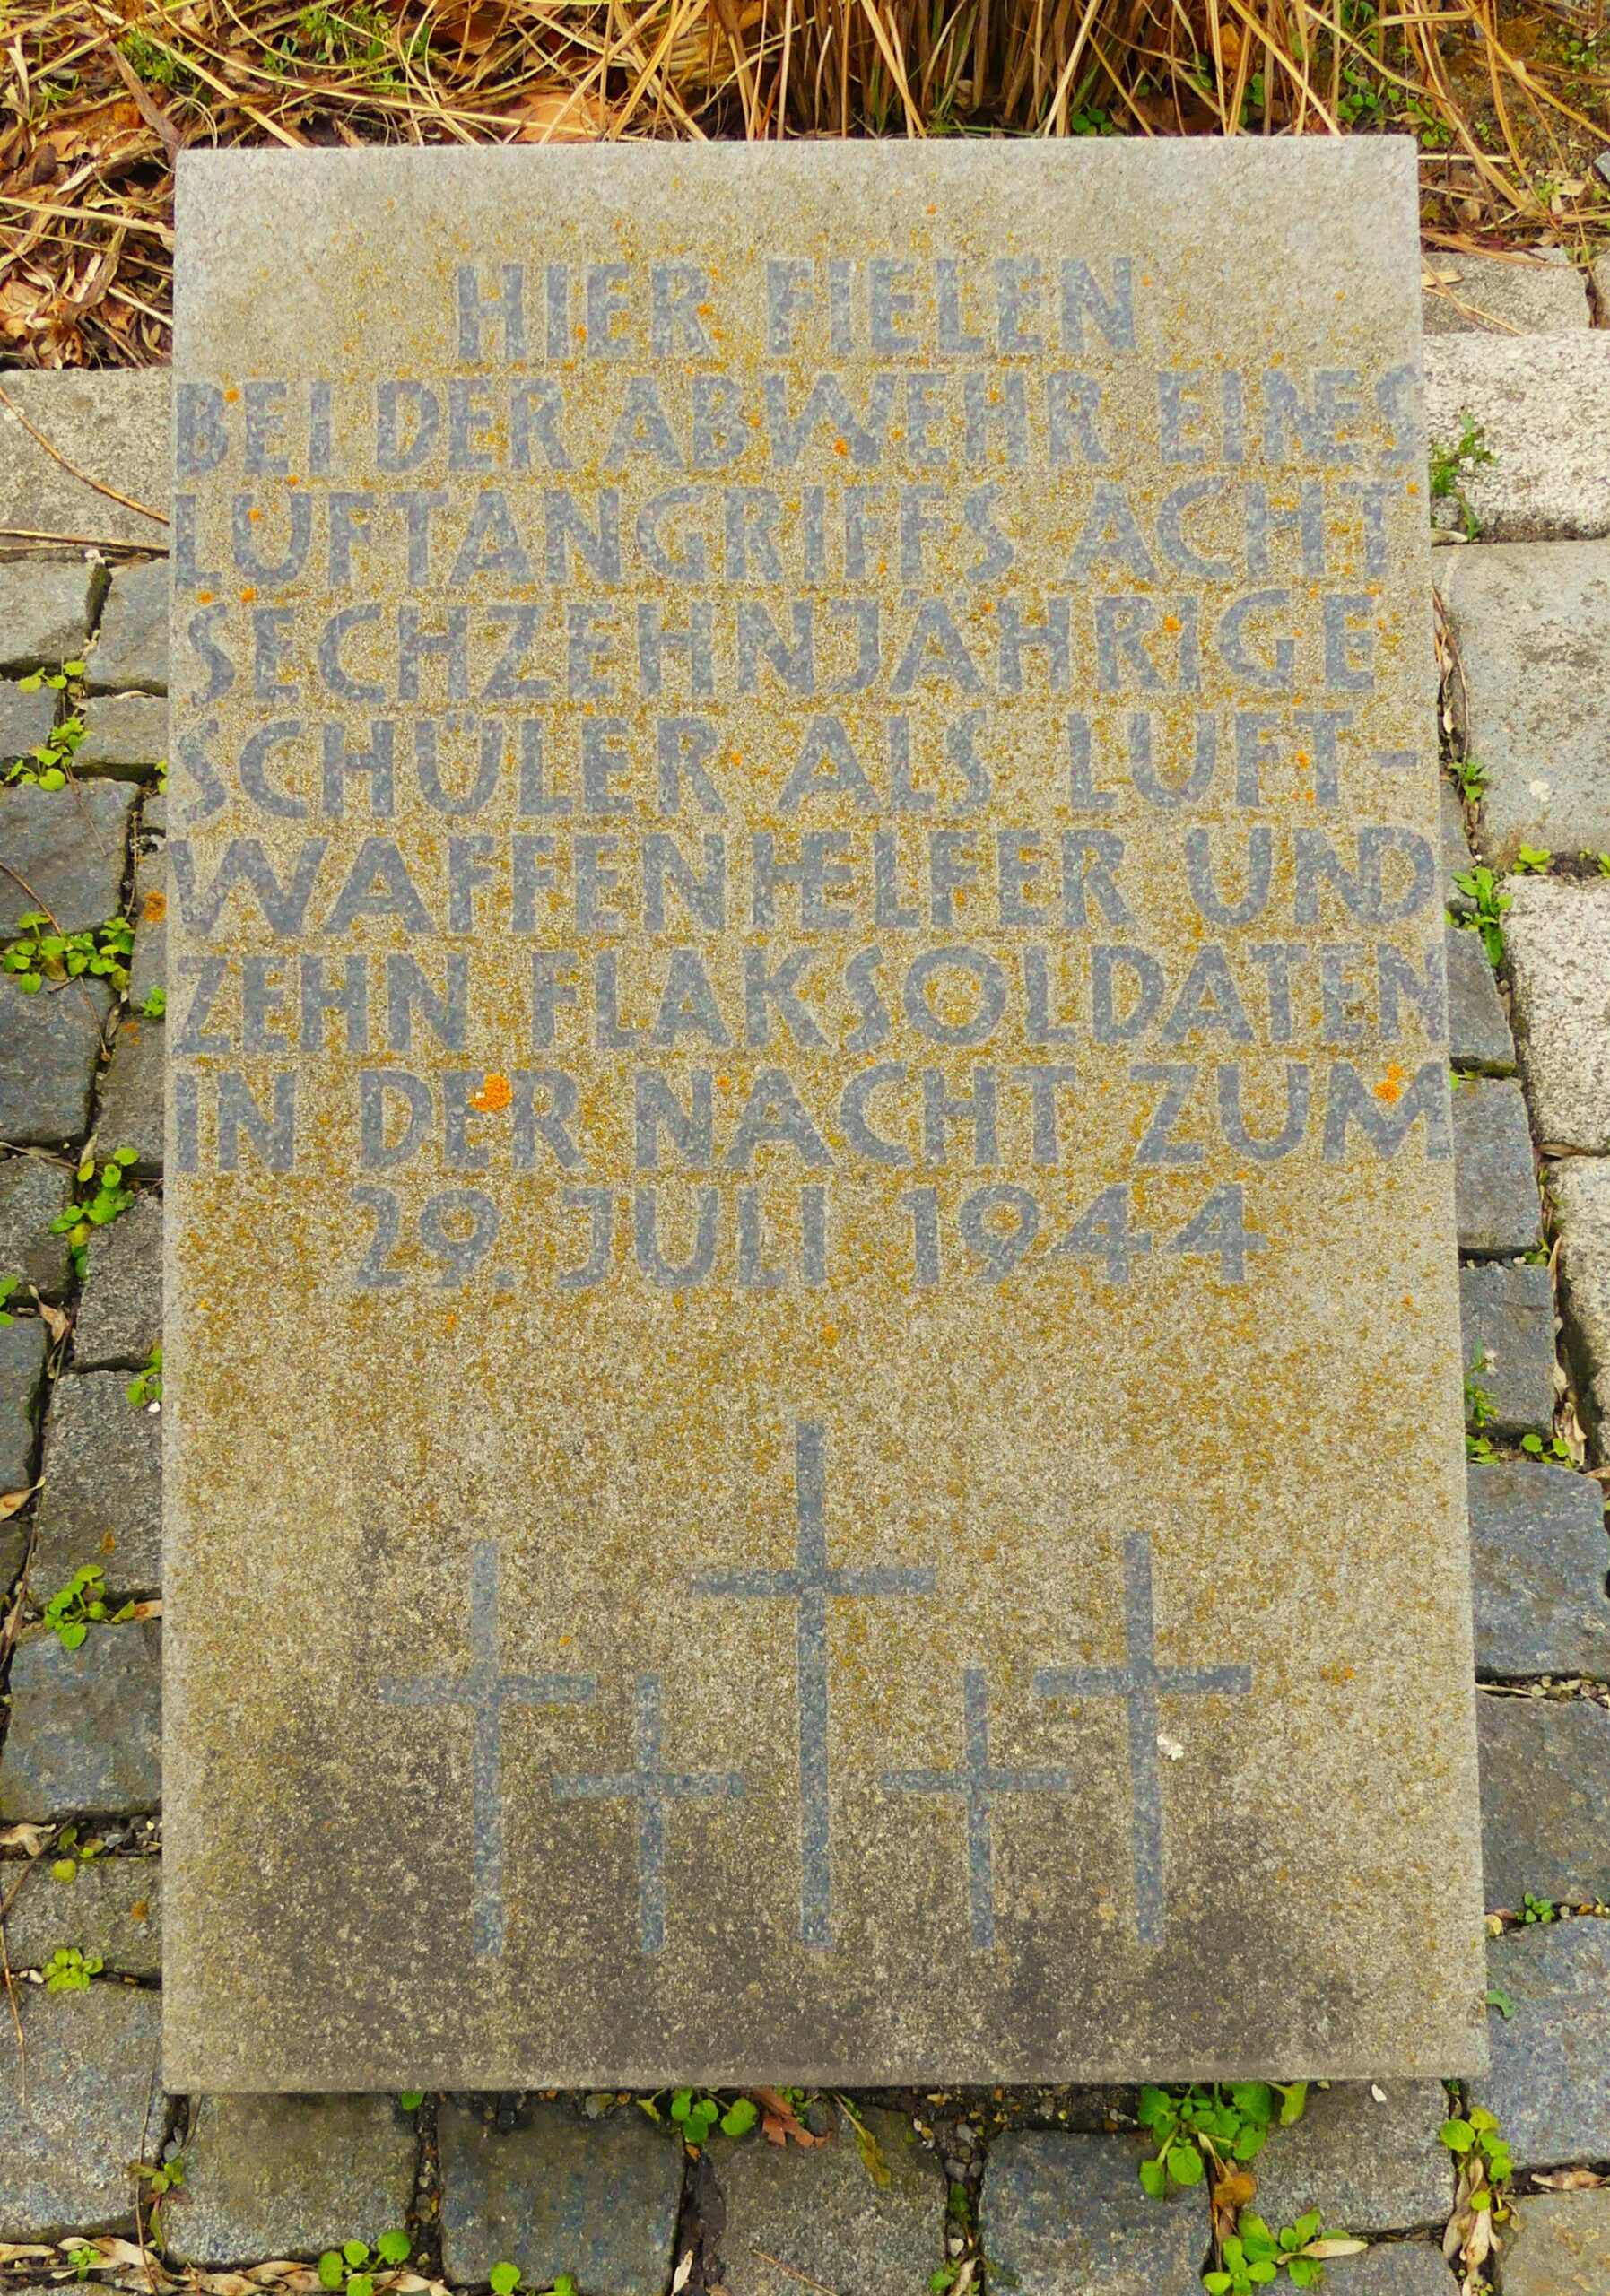 HIER FIELEN
BEI DER ABWEHR EINES
LUFTANGRIFFS ACHT
SECHZEHNJÄHRIGE
SCHÜLER ALS LUFT-
WAFFENHELFER UND
ZEHN FLAKSOLDATEN
IN DER NACHT ZUM
29. JULI 1944